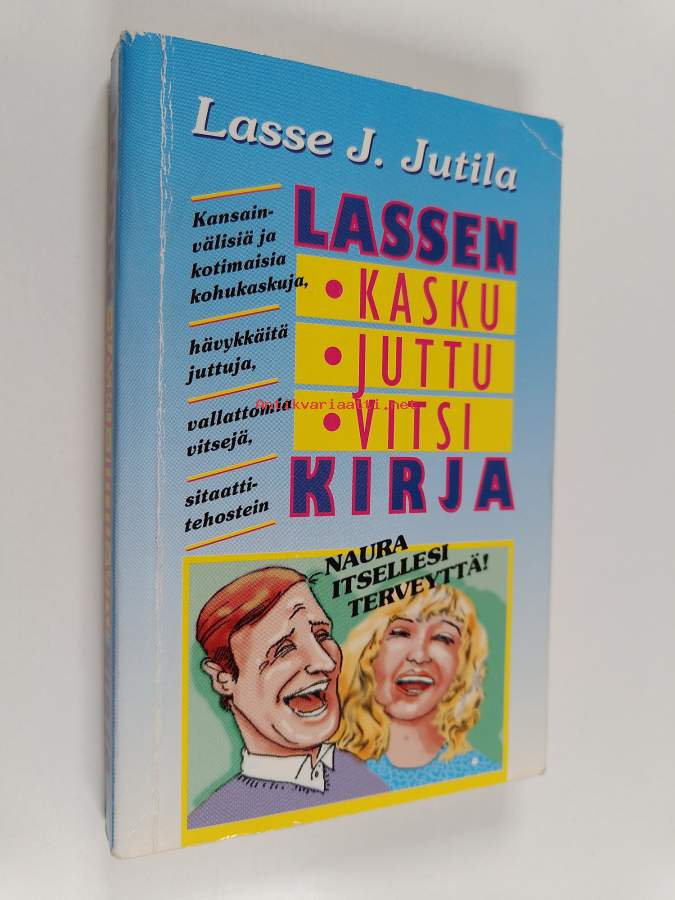 Lasse J. Jutila
Kansain-
välisiä ja
kotimaisia
kohukaskuja,
hävykkäitä
juttuja,
vallattomia
vitsejä,
sitaatti-
tehostein
LASSEN
• KASKU
• JUTTU
• VITSI
KIRJA
Antikvariaatti.net
NAURA
ITSELLESI
TERVEYTTÄ!